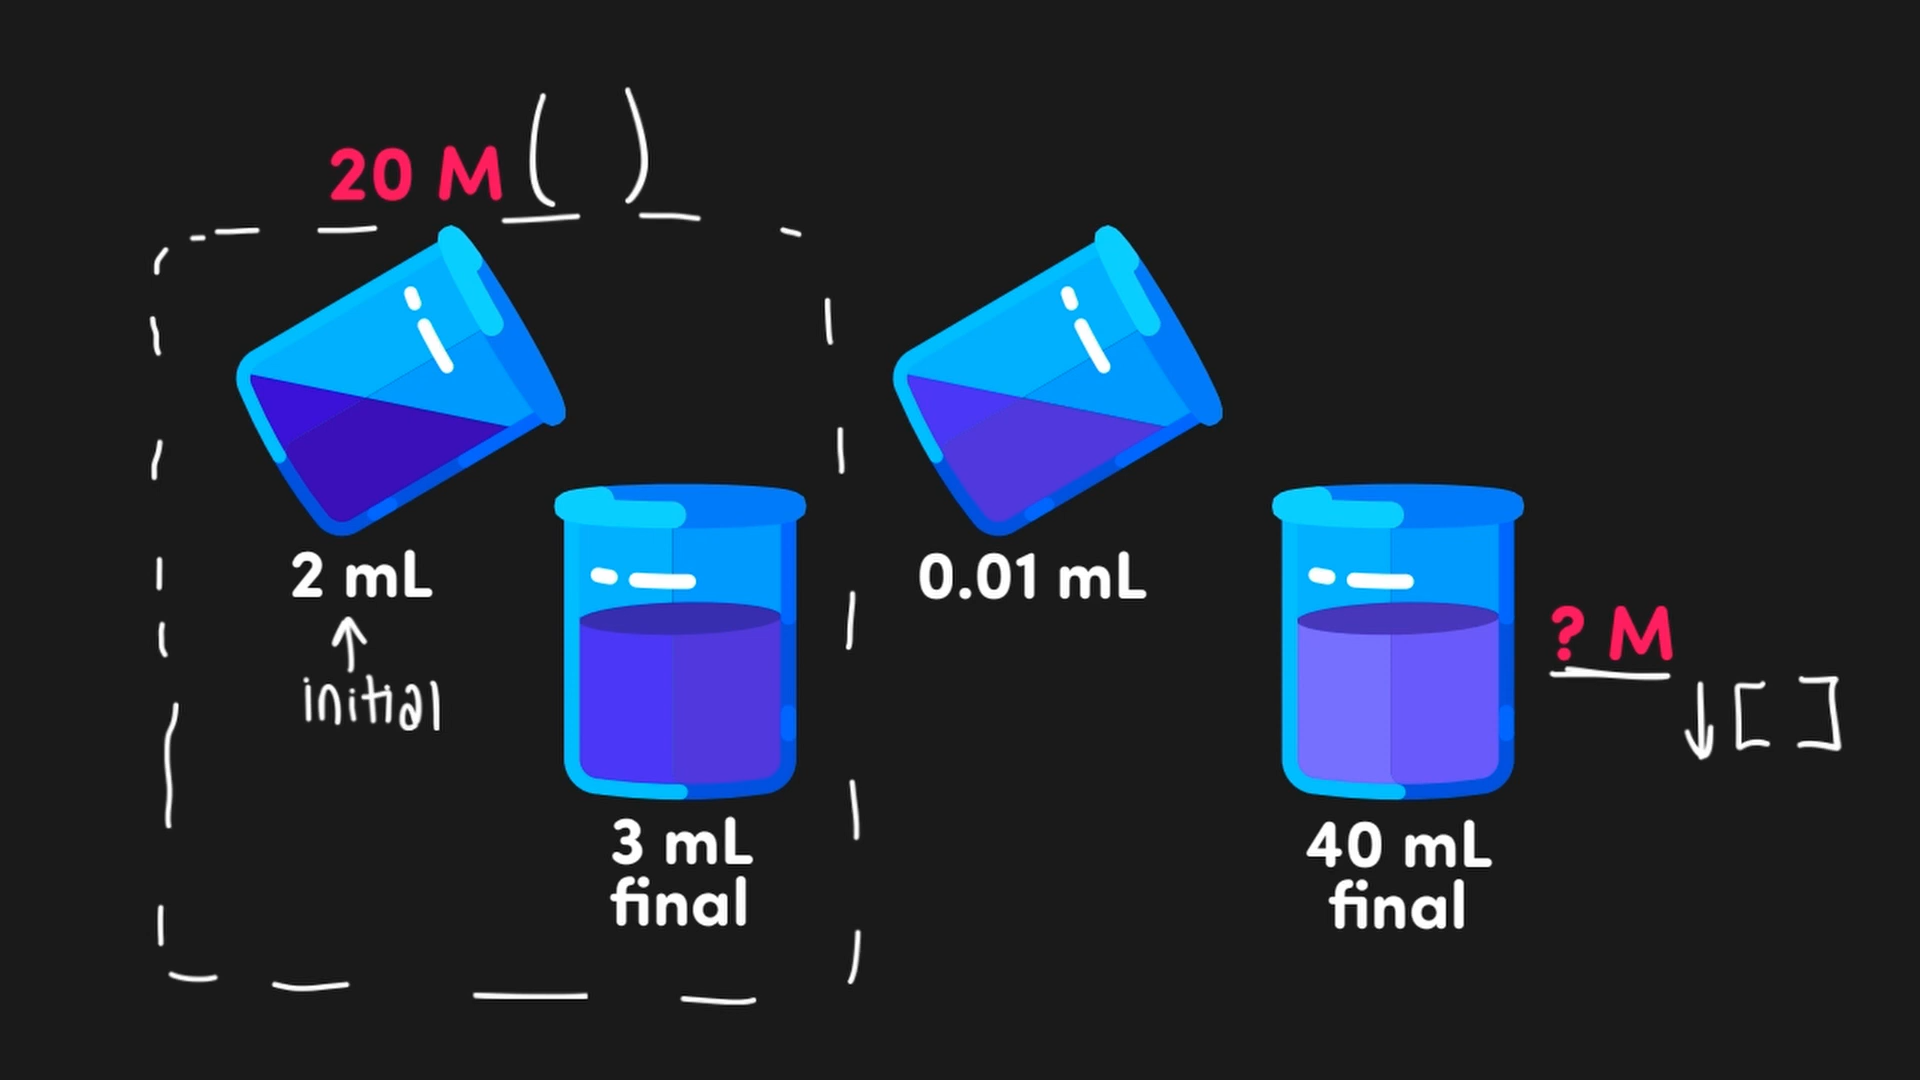 20 M ( )
2 mL
initial
3 mL
final
0.01 mL
40 mL
final
? M
↓ [ ]